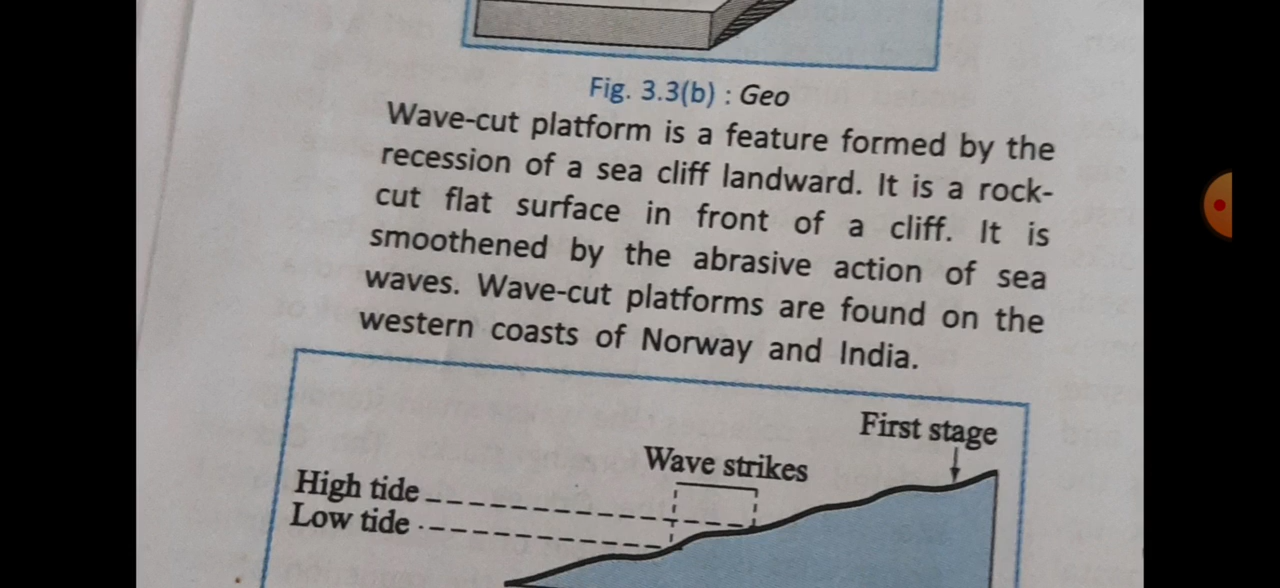 Fig. 3.3(b) : Geo
Wave-cut platform is a feature formed by the
recession of a sea cliff landward. It is a rock-
cut flat surface in front of a cliff. It is
smoothened by the abrasive action of sea
waves. Wave-cut platforms are found on the
western coasts of Norway and India.
First stage
Wave strikes
High tide
Low tide